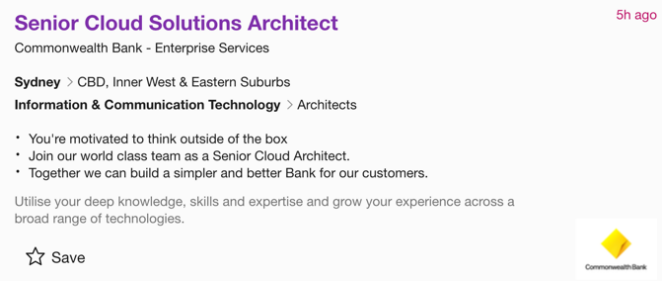 Senior Cloud Solutions Architect
5h ago
Commonwealth Bank - Enterprise Services
Sydney > CBD, Inner West & Eastern Suburbs
Information & Communication Technology > Architects
• You're motivated to think outside of the box
• Join our world class team as a Senior Cloud Architect.
• Together we can build a simpler and better Bank for our customers.
Utilise your deep knowledge, skills and expertise and grow your experience across a
broad range of technologies.
Save
CommonwealthBank